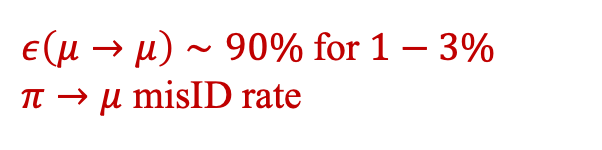 ϵ(μ → μ) ~ 90% for 1 – 3%
π → μ misID rate